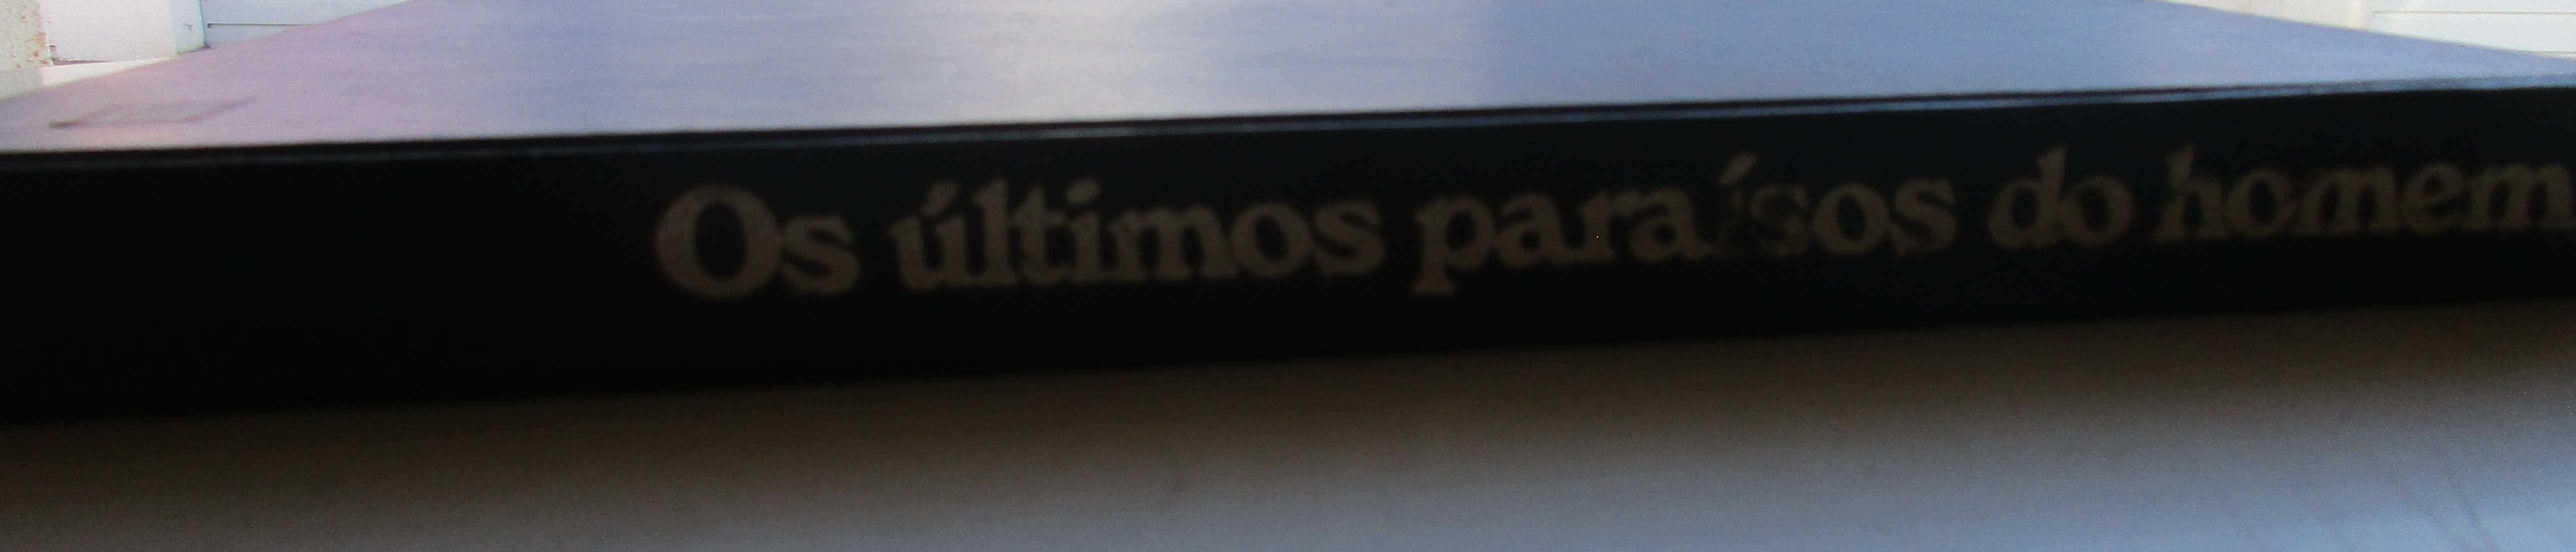 Os últimos paraísos do homem